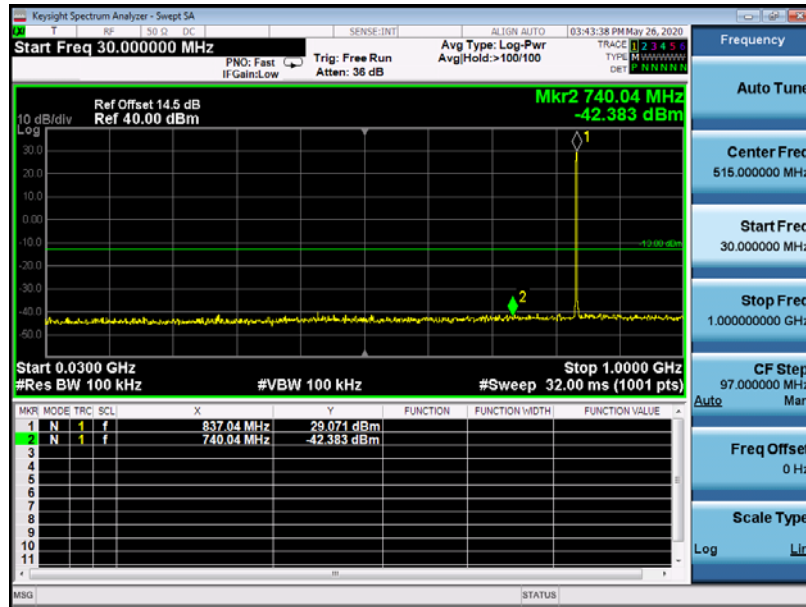 Keysight Spectrum Analyzer - Swept SA
T RF 50 Ω DC SENSE:INT ALIGN AUTO 03:43:38 PM May 26, 2020
Start Freq 30.000000 MHz
PNO: Fast
IFGain:Low
Trig: Free Run
Atten: 36 dB
Avg Type: Log-Pwr
Avg|Hold:>100/100
TRACE 1 2 3 4 5 6
TYPE M WWWWW
DET P N N N N N
Mkr2 740.04 MHz
-42.383 dBm
Ref Offset 14.5 dB
Ref 40.00 dBm
10 dB/div
Log
30.0
20.0
10.0
0.00
-10.0
-20.0
-30.0
-40.0
-50.0
1
2
-13.00 dBm
Start 0.0300 GHz Stop 1.0000 GHz
#Res BW 100 kHz #VBW 100 kHz #Sweep 32.00 ms (1001 pts)
MKR MODE TRC SCL X Y FUNCTION FUNCTION WIDTH FUNCTION VALUE
1 N 1 f 837.04 MHz 29.071 dBm
2 N 1 f 740.04 MHz -42.383 dBm
3
4
5
6
7
8
9
10
11
MSG STATUS
Frequency
Auto Tune
Center Freq
515.000000 MHz
Start Freq
30.000000 MHz
Stop Freq
1.000000000 GHz
CF Step
97.000000 MHz
Auto Man
Freq Offset
0 Hz
Scale Type
Log Lin